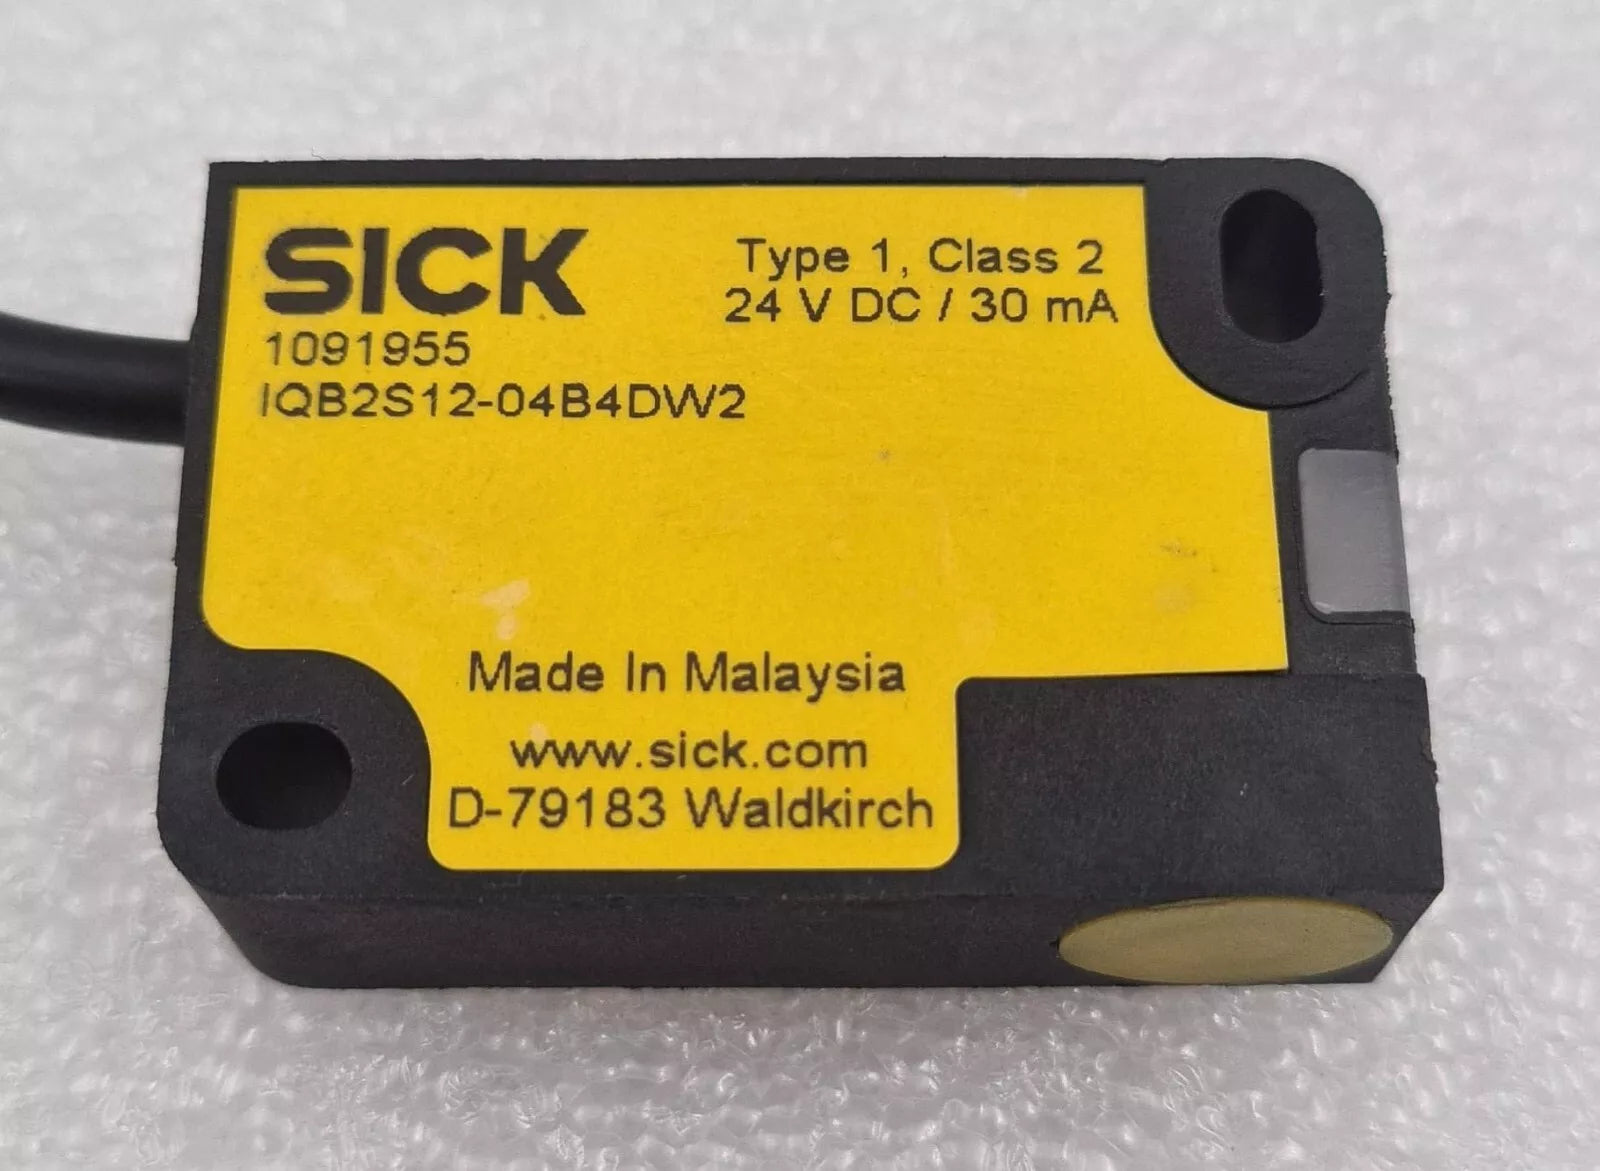 SICK
1091955
IQB2S12-04B4DW2
Type 1, Class 2
24 V DC / 30 mA
Made In Malaysia
www.sick.com
D-79183 Waldkirch